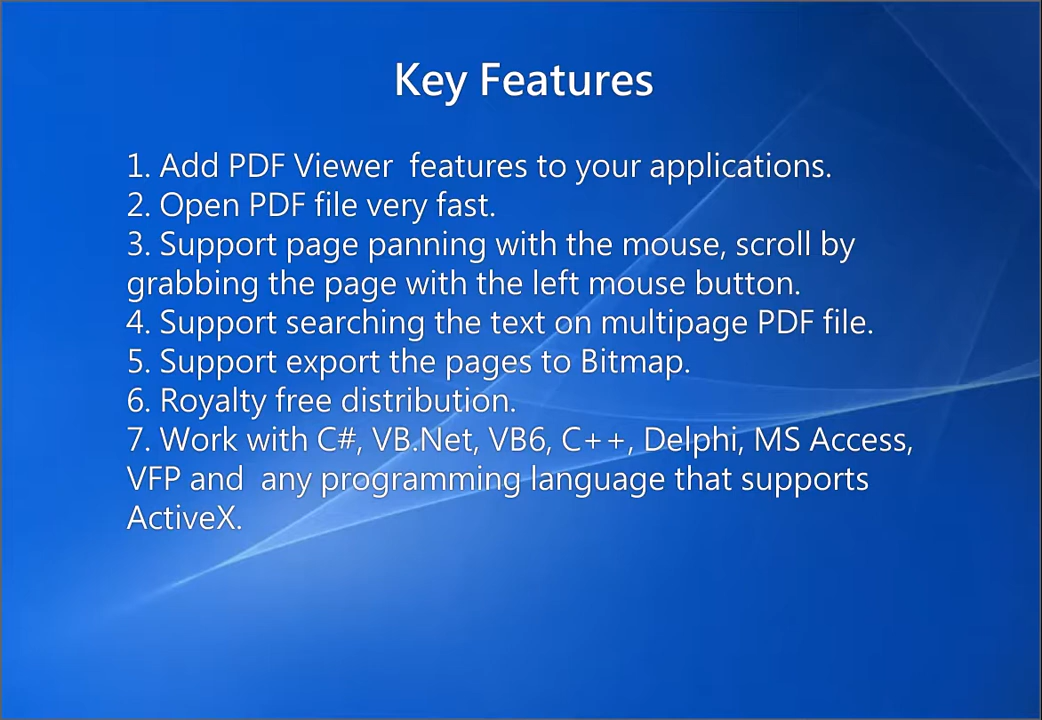 Key Features
1. Add PDF Viewer  features to your applications.
2. Open PDF file very fast.
3. Support page panning with the mouse, scroll by
grabbing the page with the left mouse button.
4. Support searching the text on multipage PDF file.
5. Support export the pages to Bitmap.
6. Royalty free distribution.
7. Work with C#, VB.Net, VB6, C++, Delphi, MS Access,
VFP and  any programming language that supports
ActiveX.